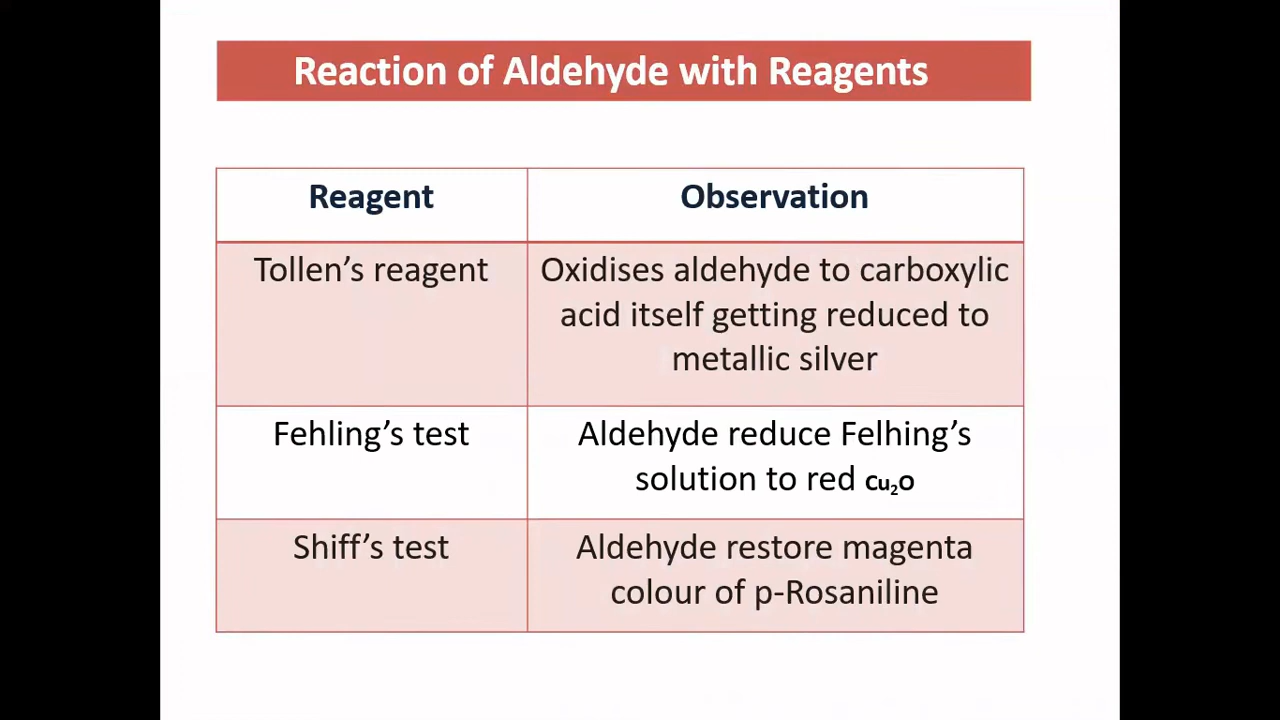 Reaction of Aldehyde with Reagents
Reagent
Observation
Tollen's reagent
Oxidises aldehyde to carboxylic
acid itself getting reduced to
metallic silver
Fehling's test
Aldehyde reduce Felhing's
solution to red Cu₂O
Shiff's test
Aldehyde restore magenta
colour of p-Rosaniline